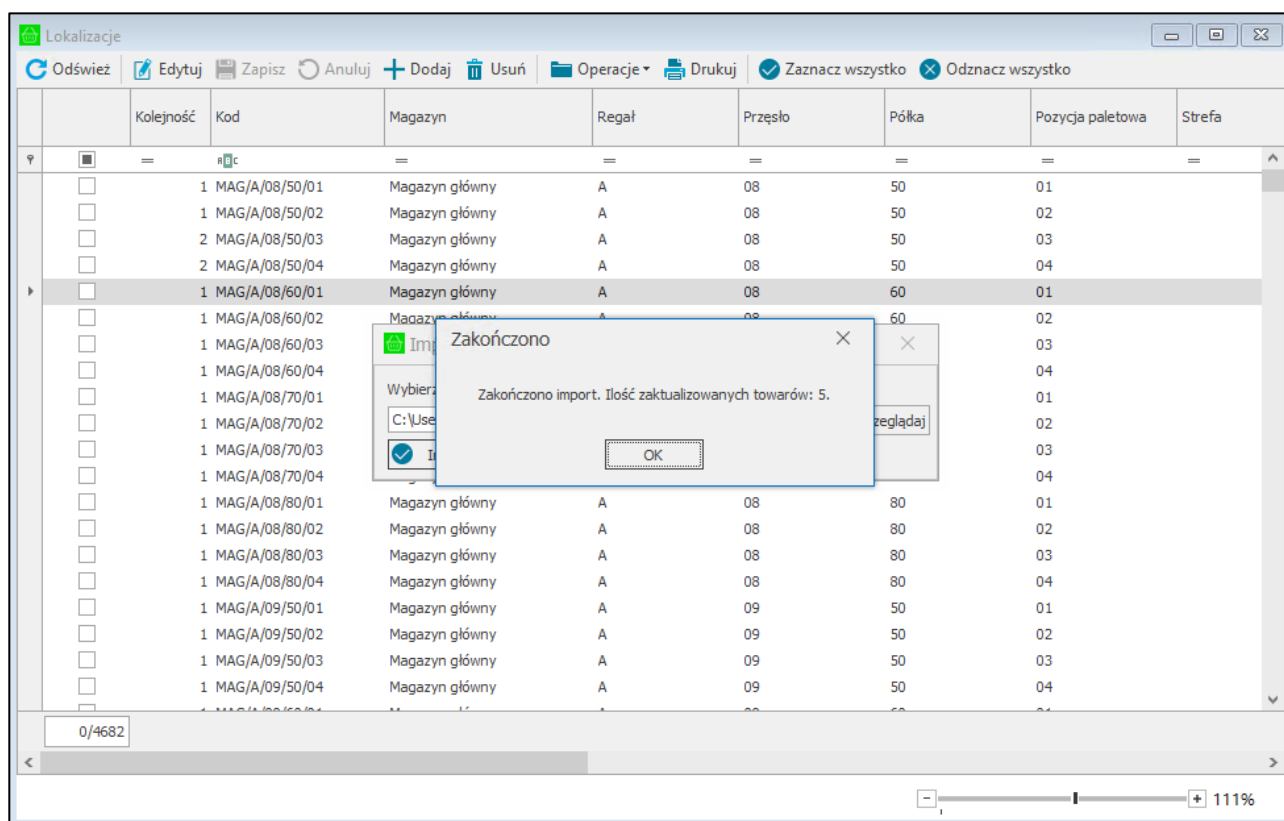 Lokalizacje
Odśwież Edytuj Zapisz Anuluj Dodaj Usuń Operacje Drukuj Zaznacz wszystko Odznacz wszystko
Kolejność Kod Magazyn Regał Przęsło Półka Pozycja paletowa Strefa
= ABC = = = = = =
1 MAG/A/08/50/01 Magazyn główny A 08 50 01
1 MAG/A/08/50/02 Magazyn główny A 08 50 02
2 MAG/A/08/50/03 Magazyn główny A 08 50 03
2 MAG/A/08/50/04 Magazyn główny A 08 50 04
1 MAG/A/08/60/01 Magazyn główny A 08 60 01
1 MAG/A/08/60/02 Magazyn główny A 08 60 02
1 MAG/A/08/60/03 03
1 MAG/A/08/60/04 04
1 MAG/A/08/70/01 01
1 MAG/A/08/70/02 02
1 MAG/A/08/70/03 03
1 MAG/A/08/70/04 04
1 MAG/A/08/80/01 Magazyn główny A 08 80 01
1 MAG/A/08/80/02 Magazyn główny A 08 80 02
1 MAG/A/08/80/03 Magazyn główny A 08 80 03
1 MAG/A/08/80/04 Magazyn główny A 08 80 04
1 MAG/A/09/50/01 Magazyn główny A 09 50 01
1 MAG/A/09/50/02 Magazyn główny A 09 50 02
1 MAG/A/09/50/03 Magazyn główny A 09 50 03
1 MAG/A/09/50/04 Magazyn główny A 09 50 04
Imp
Wybierz
C:\Use
zeglądaj
Zakończono
Zakończono import. Ilość zaktualizowanych towarów: 5.
OK
0/4682
111%